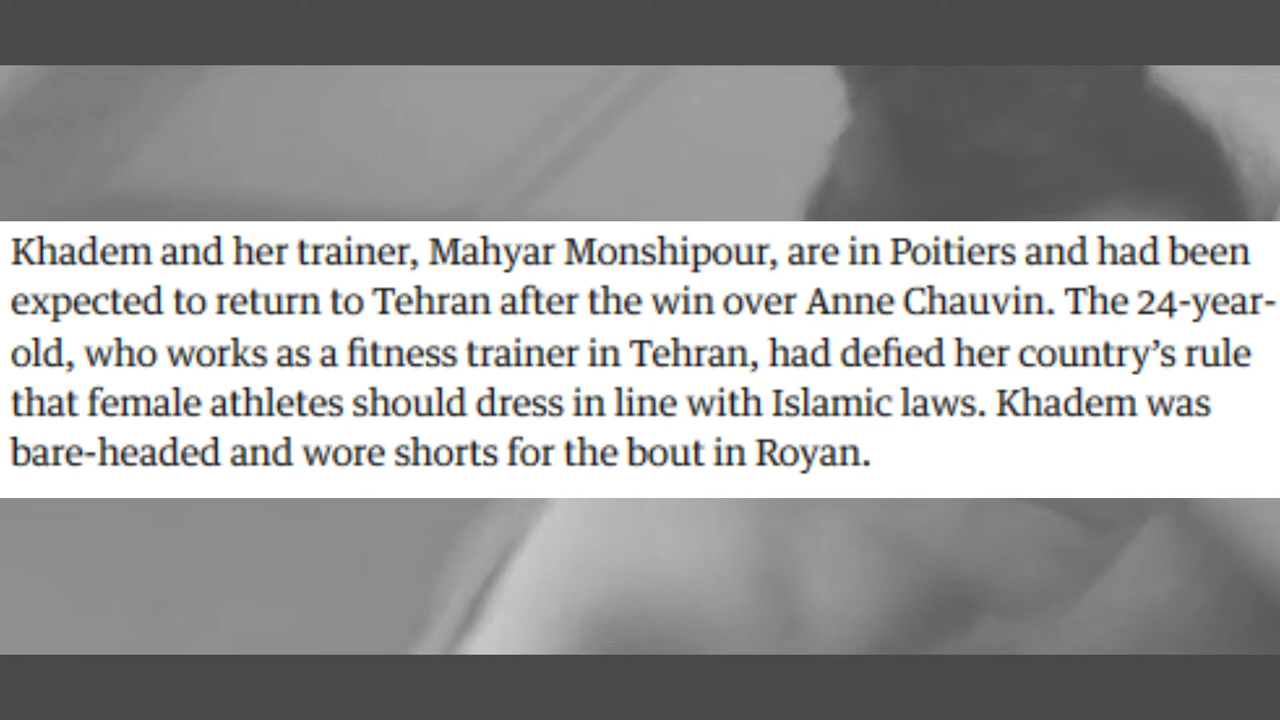 Khadem and her trainer, Mahyar Monshipour, are in Poitiers and had been
expected to return to Tehran after the win over Anne Chauvin. The 24-year-
old, who works as a fitness trainer in Tehran, had defied her country’s rule
that female athletes should dress in line with Islamic laws. Khadem was
bare-headed and wore shorts for the bout in Royan.